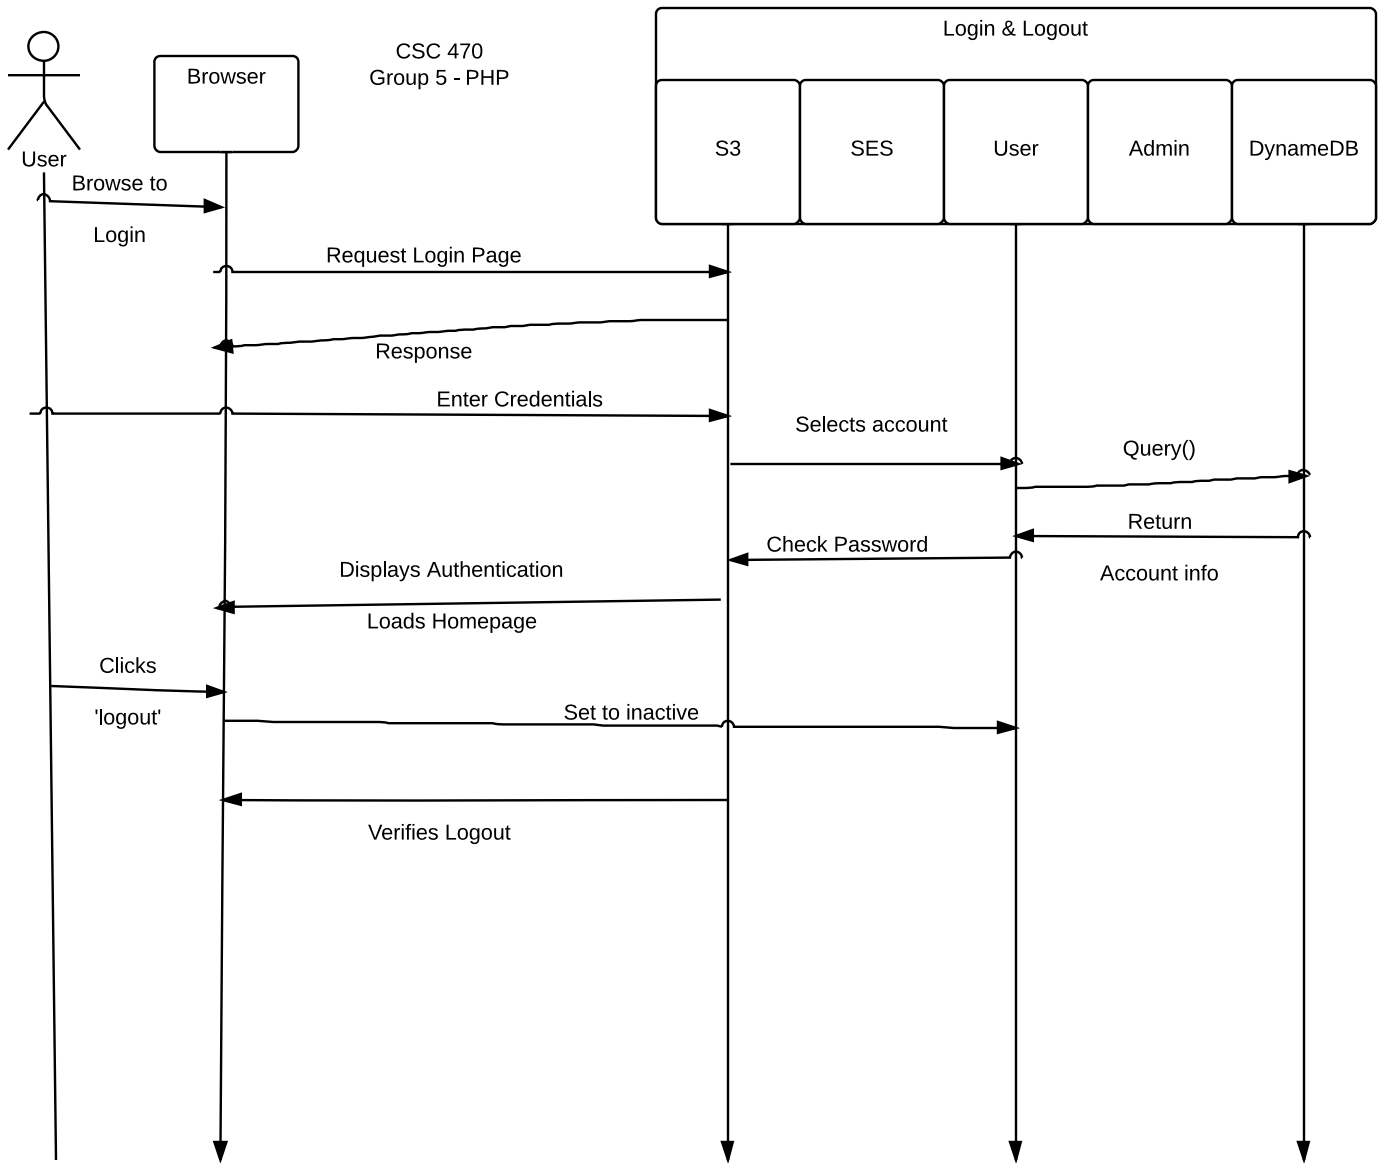 CSC 470
Group 5 - PHP
Login & Logout
User
Browser
S3
SES
User
Admin
DynameDB
Browse to
Login
Request Login Page
Response
Enter Credentials
Selects account
Query()
Return
Account info
Check Password
Displays Authentication
Loads Homepage
Clicks
'logout'
Set to inactive
Verifies Logout